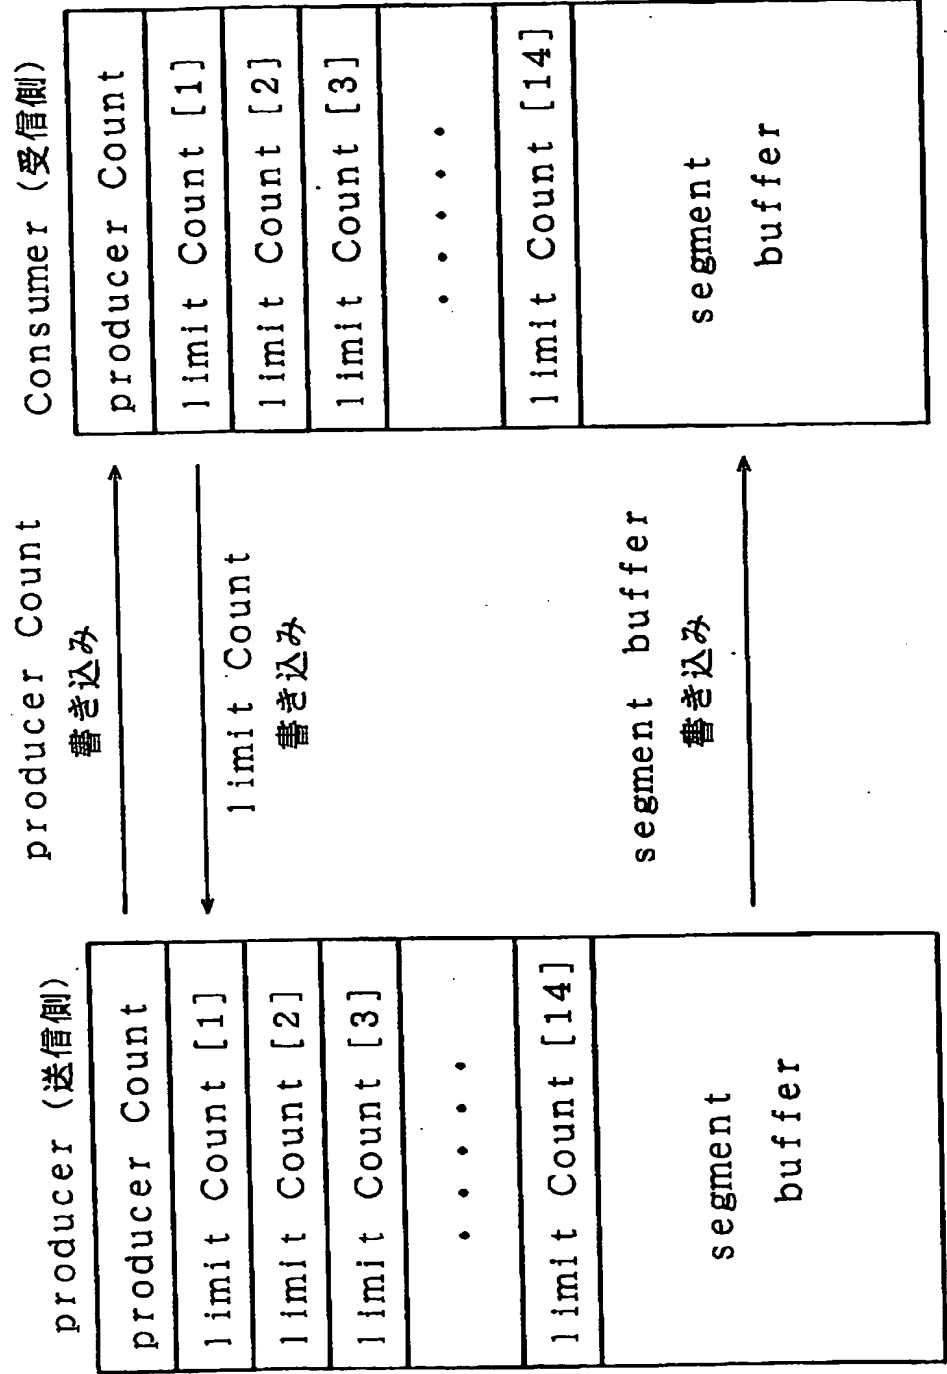 producer (送信側)
producer Count
limit Count [1]
limit Count [2]
limit Count [3]
.....
limit Count [14]
segment
buffer
producer Count
書き込み
limit Count
書き込み
segment buffer
書き込み
Consumer (受信側)
producer Count
limit Count [1]
limit Count [2]
limit Count [3]
.....
limit Count [14]
segment
buffer